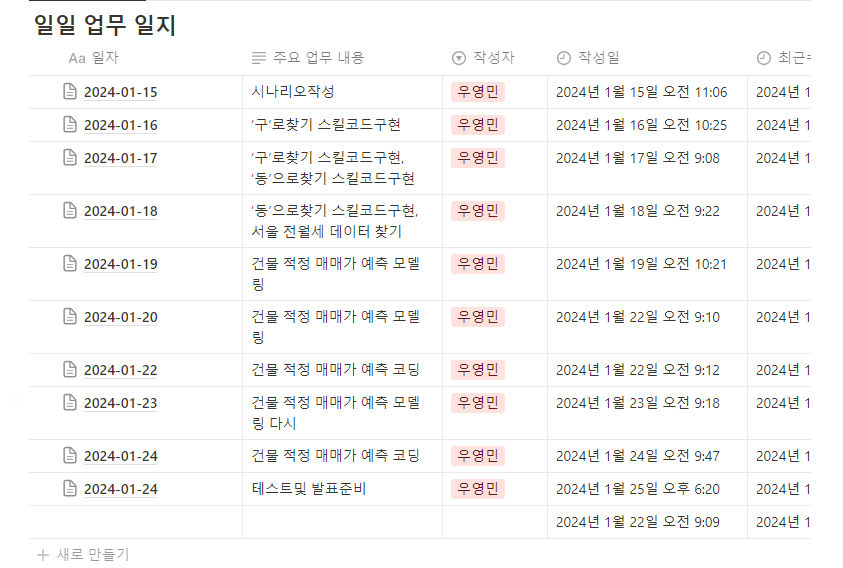 일일 업무 일지
Aa 일자 주요 업무 내용 작성자 작성일 최근
2024-01-15 시나리오작성 우영민 2024년 1월 15일 오전 11:06 2024년 1
2024-01-16 '구'로찾기 스킬코드구현 우영민 2024년 1월 16일 오전 10:25 2024년 1
2024-01-17 '구'로찾기 스킬코드구현, 우영민 2024년 1월 17일 오전 9:08 2024년 1
'동'으로찾기 스킬코드구현
2024-01-18 '동'으로찾기 스킬코드구현, 우영민 2024년 1월 18일 오전 9:22 2024년 1
서울 전월세 데이터 찾기
2024-01-19 건물 적정 매매가 예측 모델 우영민 2024년 1월 19일 오전 10:21 2024년 1
링
2024-01-20 건물 적정 매매가 예측 모델 우영민 2024년 1월 22일 오전 9:10 2024년 1
링
2024-01-22 건물 적정 매매가 예측 코딩 우영민 2024년 1월 22일 오전 9:12 2024년 1
2024-01-23 건물 적정 매매가 예측 모델 우영민 2024년 1월 23일 오전 9:18 2024년 1
링 다시
2024-01-24 건물 적정 매매가 예측 코딩 우영민 2024년 1월 24일 오전 9:47 2024년 1
2024-01-24 테스트및 발표준비 우영민 2024년 1월 25일 오후 6:20 2024년 1
2024년 1월 22일 오전 9:09 2024년 1
+ 새로 만들기